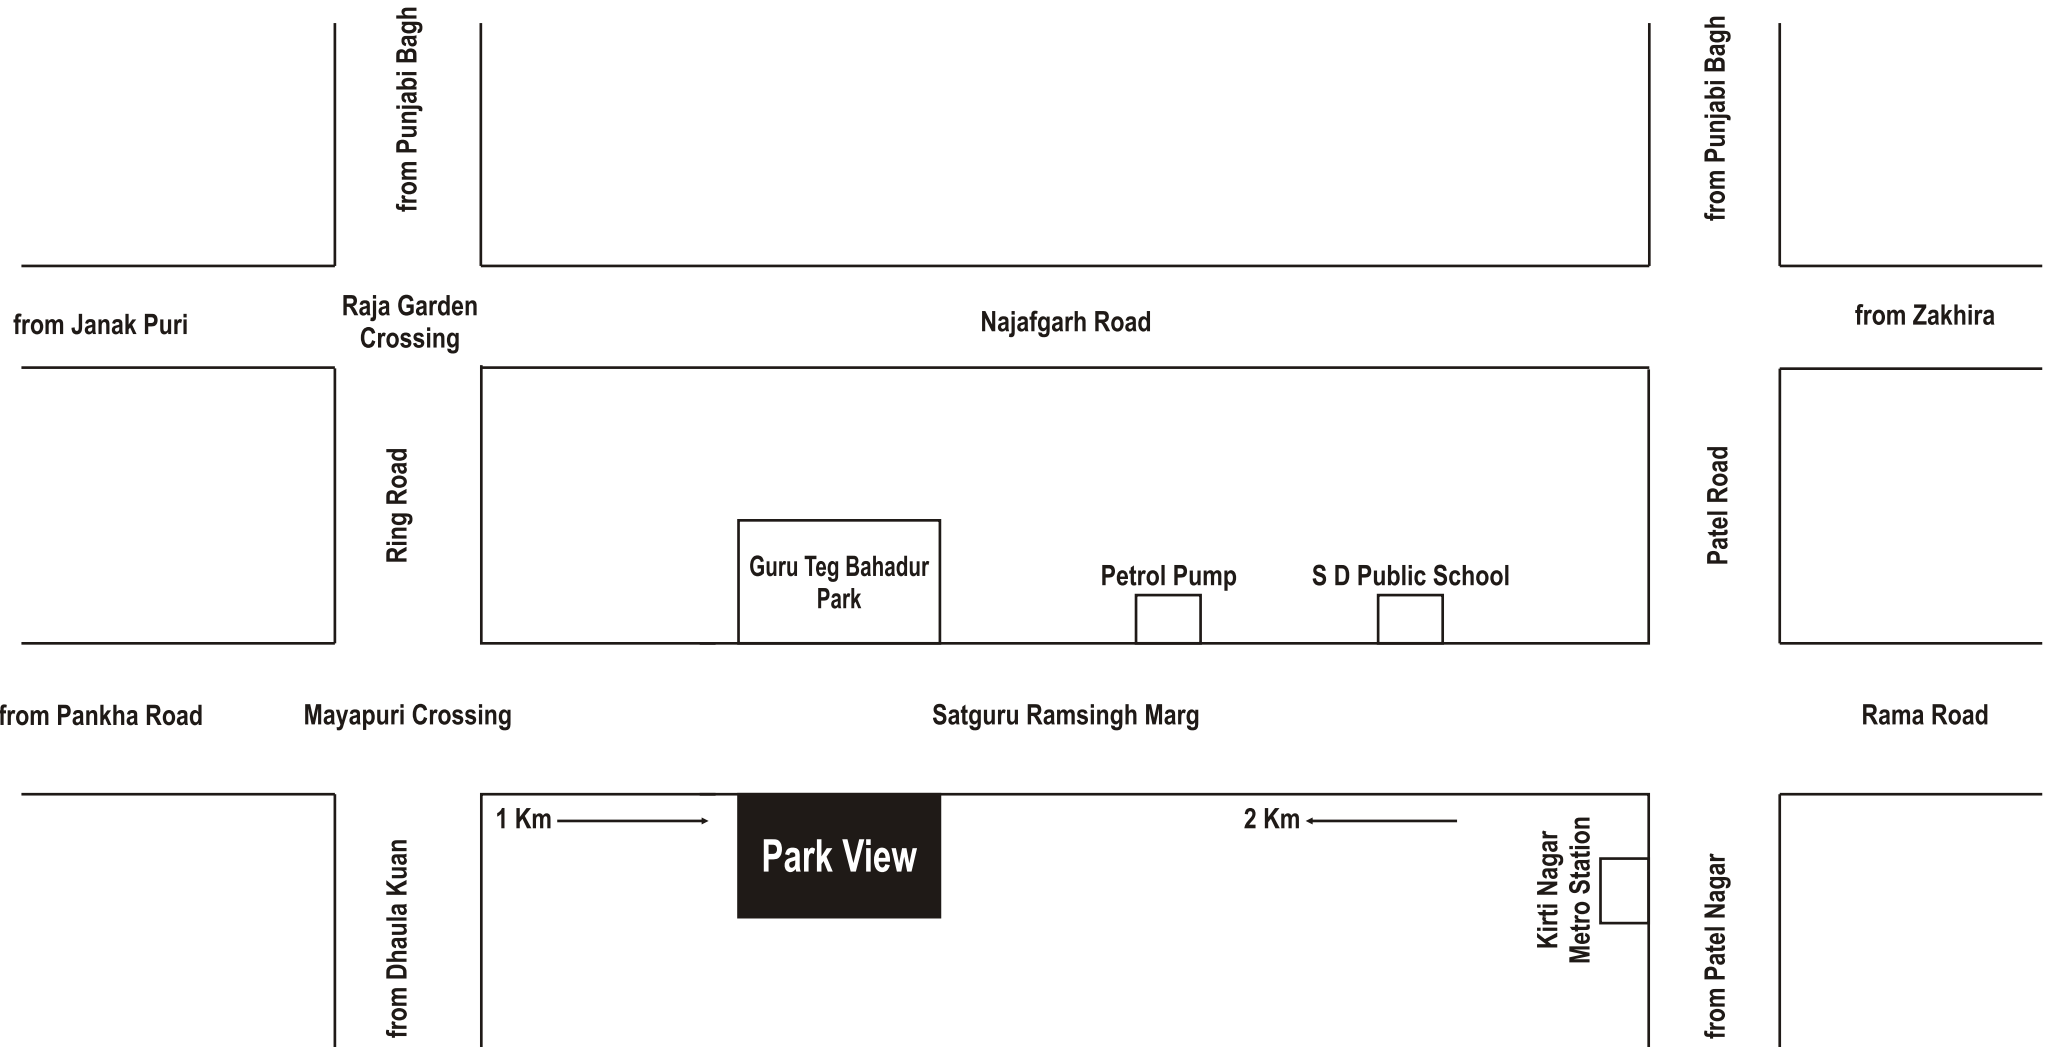 from Punjabi Bagh
from Punjabi Bagh
from Janak Puri
Raja Garden
Crossing
Najafgarh Road
from Zakhira
Ring Road
Patel Road
Guru Teg Bahadur
Park
Petrol Pump
S D Public School
from Pankha Road
Mayapuri Crossing
Satguru Ramsingh Marg
Rama Road
1 Km
Park View
2 Km
Kirti Nagar
Metro Station
from Dhaula Kuan
from Patel Nagar